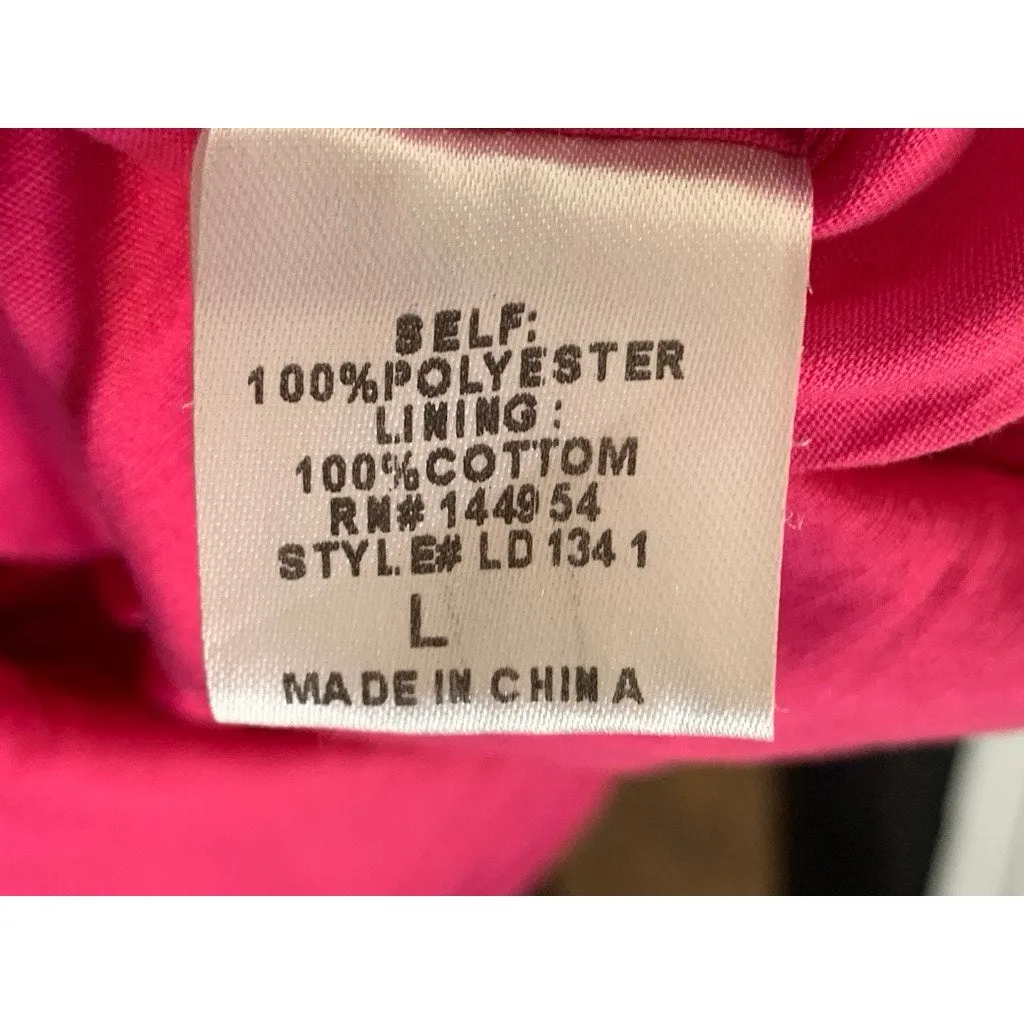 SELF:
100%POLYESTER
LINING:
100%COTTOM
RN#144954
STYLE# LD1341
L
MADE IN CHINA